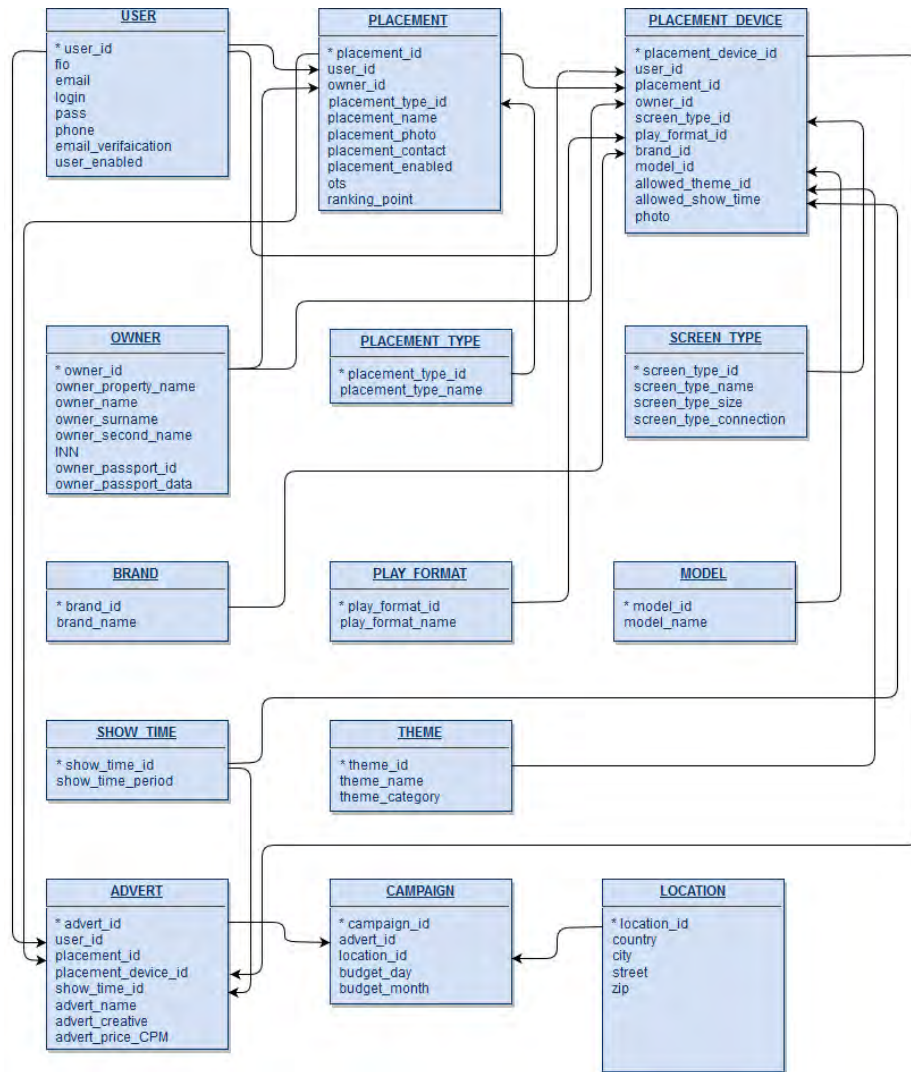 USER
* user_id
fio
email
login
pass
phone
email_verifaication
user_enabled
PLACEMENT
* placement_id
user_id
owner_id
placement_type_id
placement_name
placement_photo
placement_contact
placement_enabled
ots
ranking_point
PLACEMENT_DEVICE
* placement_device_id
user_id
placement_id
owner_id
screen_type_id
play_format_id
brand_id
model_id
allowed_theme_id
allowed_show_time
photo
OWNER
* owner_id
owner_property_name
owner_name
owner_surname
owner_second_name
INN
owner_passport_id
owner_passport_data
PLACEMENT_TYPE
* placement_type_id
placement_type_name
SCREEN_TYPE
* screen_type_id
screen_type_name
screen_type_size
screen_type_connection
BRAND
* brand_id
brand_name
PLAY_FORMAT
* play_format_id
play_format_name
MODEL
* model_id
model_name
SHOW_TIME
* show_time_id
show_time_period
THEME
* theme_id
theme_name
theme_category
ADVERT
* advert_id
user_id
placement_id
placement_device_id
show_time_id
advert_name
advert_creative
advert_price_CPM
CAMPAIGN
* campaign_id
advert_id
location_id
budget_day
budget_month
LOCATION
* location_id
country
city
street
zip